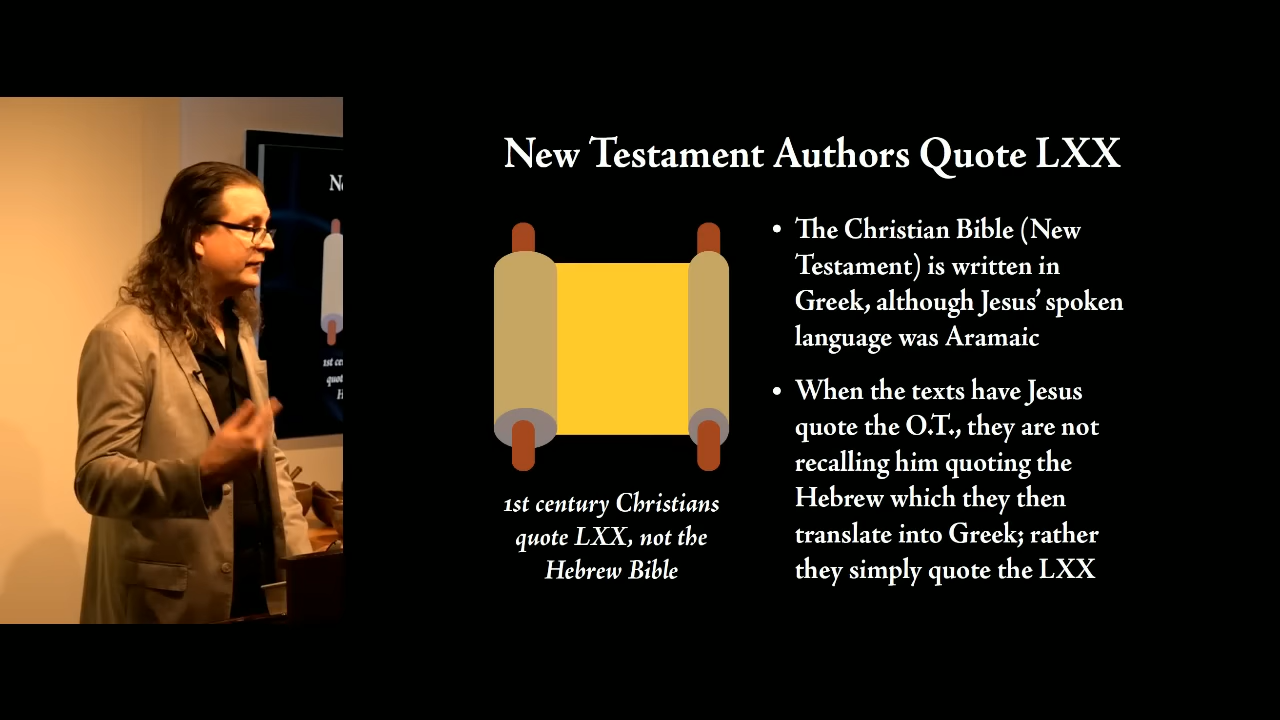 New Testament Authors Quote LXX
• The Christian Bible (New
Testament) is written in
Greek, although Jesus’ spoken
language was Aramaic
• When the texts have Jesus
quote the O.T., they are not
recalling him quoting the
Hebrew which they then
translate into Greek; rather
they simply quote the LXX
1st century Christians
quote LXX, not the
Hebrew Bible